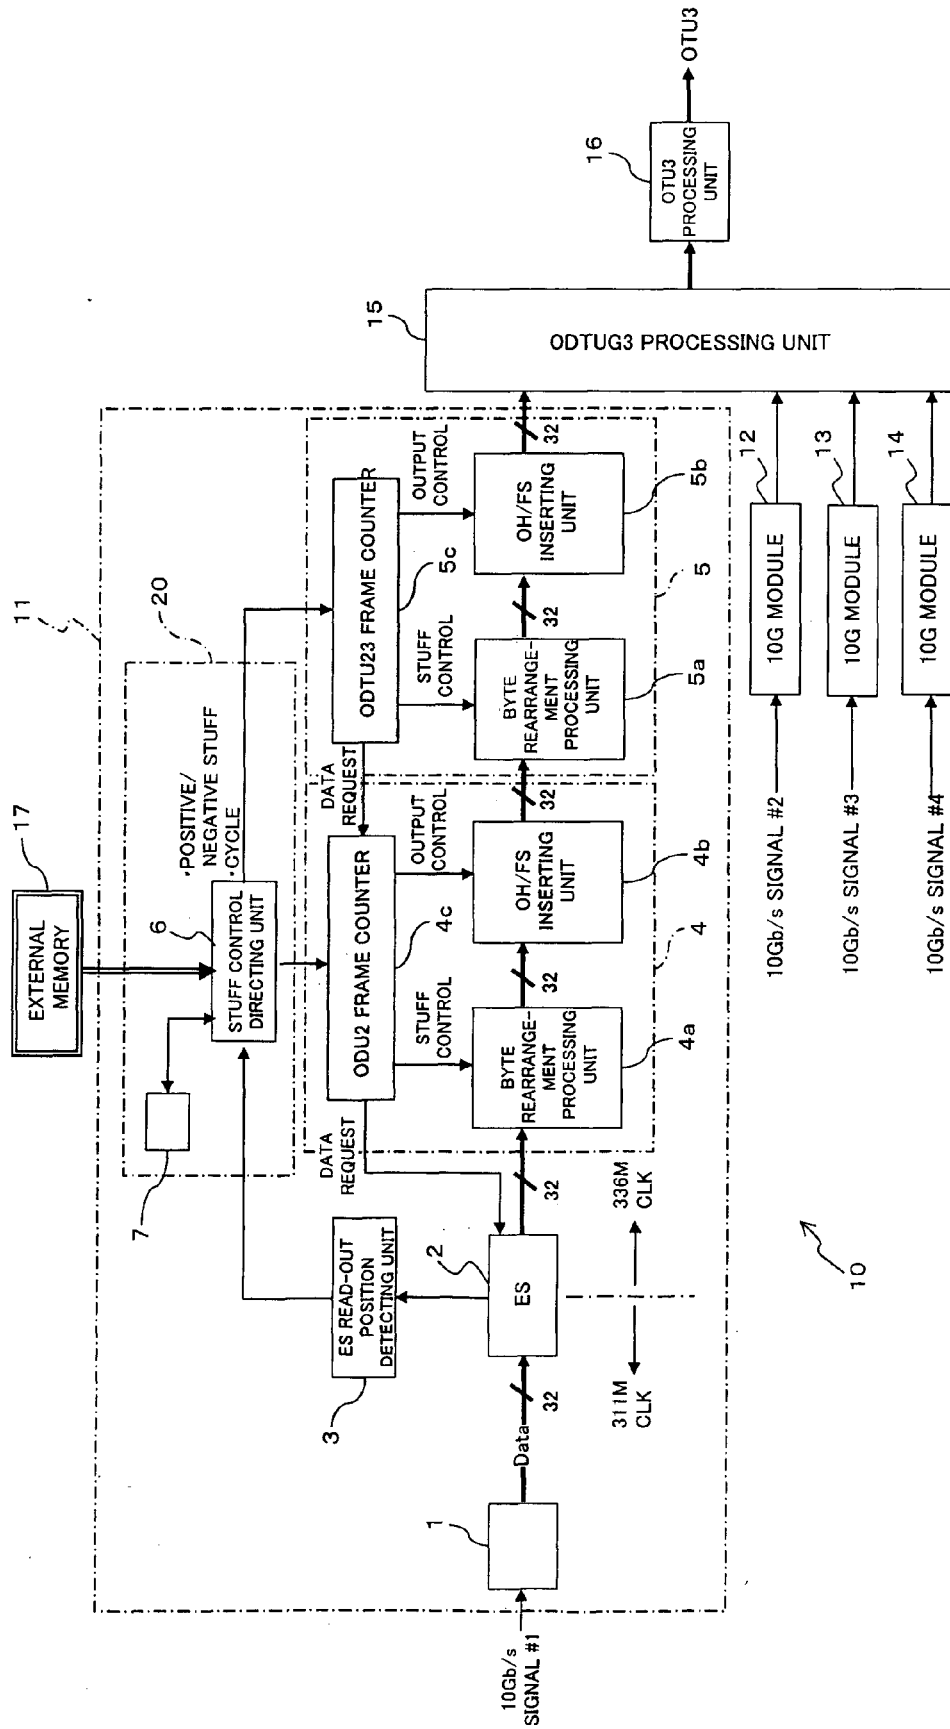 17
EXTERNAL
MEMORY
11
20
7
6
STUFF CONTROL
DIRECTING UNIT
•POSITIVE/
NEGATIVE STUFF
•CYCLE
3
ES READ-OUT
POSITION
DETECTING UNIT
DATA
REQUEST
ODU2 FRAME COUNTER
4c
STUFF
CONTROL
OUTPUT
CONTROL
DATA
REQUEST
ODTU23 FRAME COUNTER
5c
STUFF
CONTROL
OUTPUT
CONTROL
10Gb/s
SIGNAL #1
1
Data
32
2
ES
32
BYTE
REARRANGE-
MENT
PROCESSING
UNIT
4a
32
OH/FS
INSERTING
UNIT
4b
4
32
BYTE
REARRANGE-
MENT
PROCESSING
UNIT
5a
32
OH/FS
INSERTING
UNIT
5b
5
32
311M
CLK
336M
CLK
10
10Gb/s SIGNAL #2
10G MODULE
12
10Gb/s SIGNAL #3
10G MODULE
13
10Gb/s SIGNAL #4
10G MODULE
14
15
ODTUG3 PROCESSING UNIT
16
OTU3
PROCESSING
UNIT
OTU3